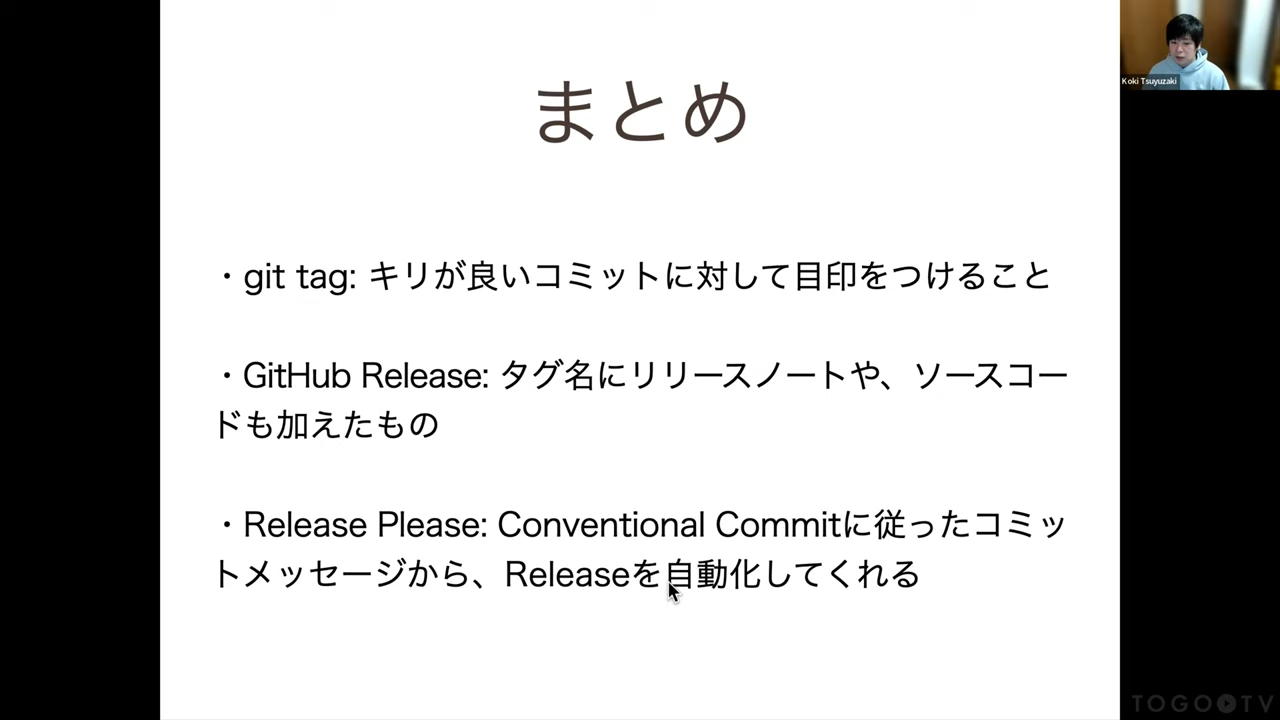 まとめ
・git tag: キリが良いコミットに対して目印をつけること
・GitHub Release: タグ名にリリースノートや、ソースコー
ドも加えたもの
・Release Please: Conventional Commitに従ったコミッ
トメッセージから、Releaseを自動化してくれる
Koki Tsuyuzaki
TOGO TV